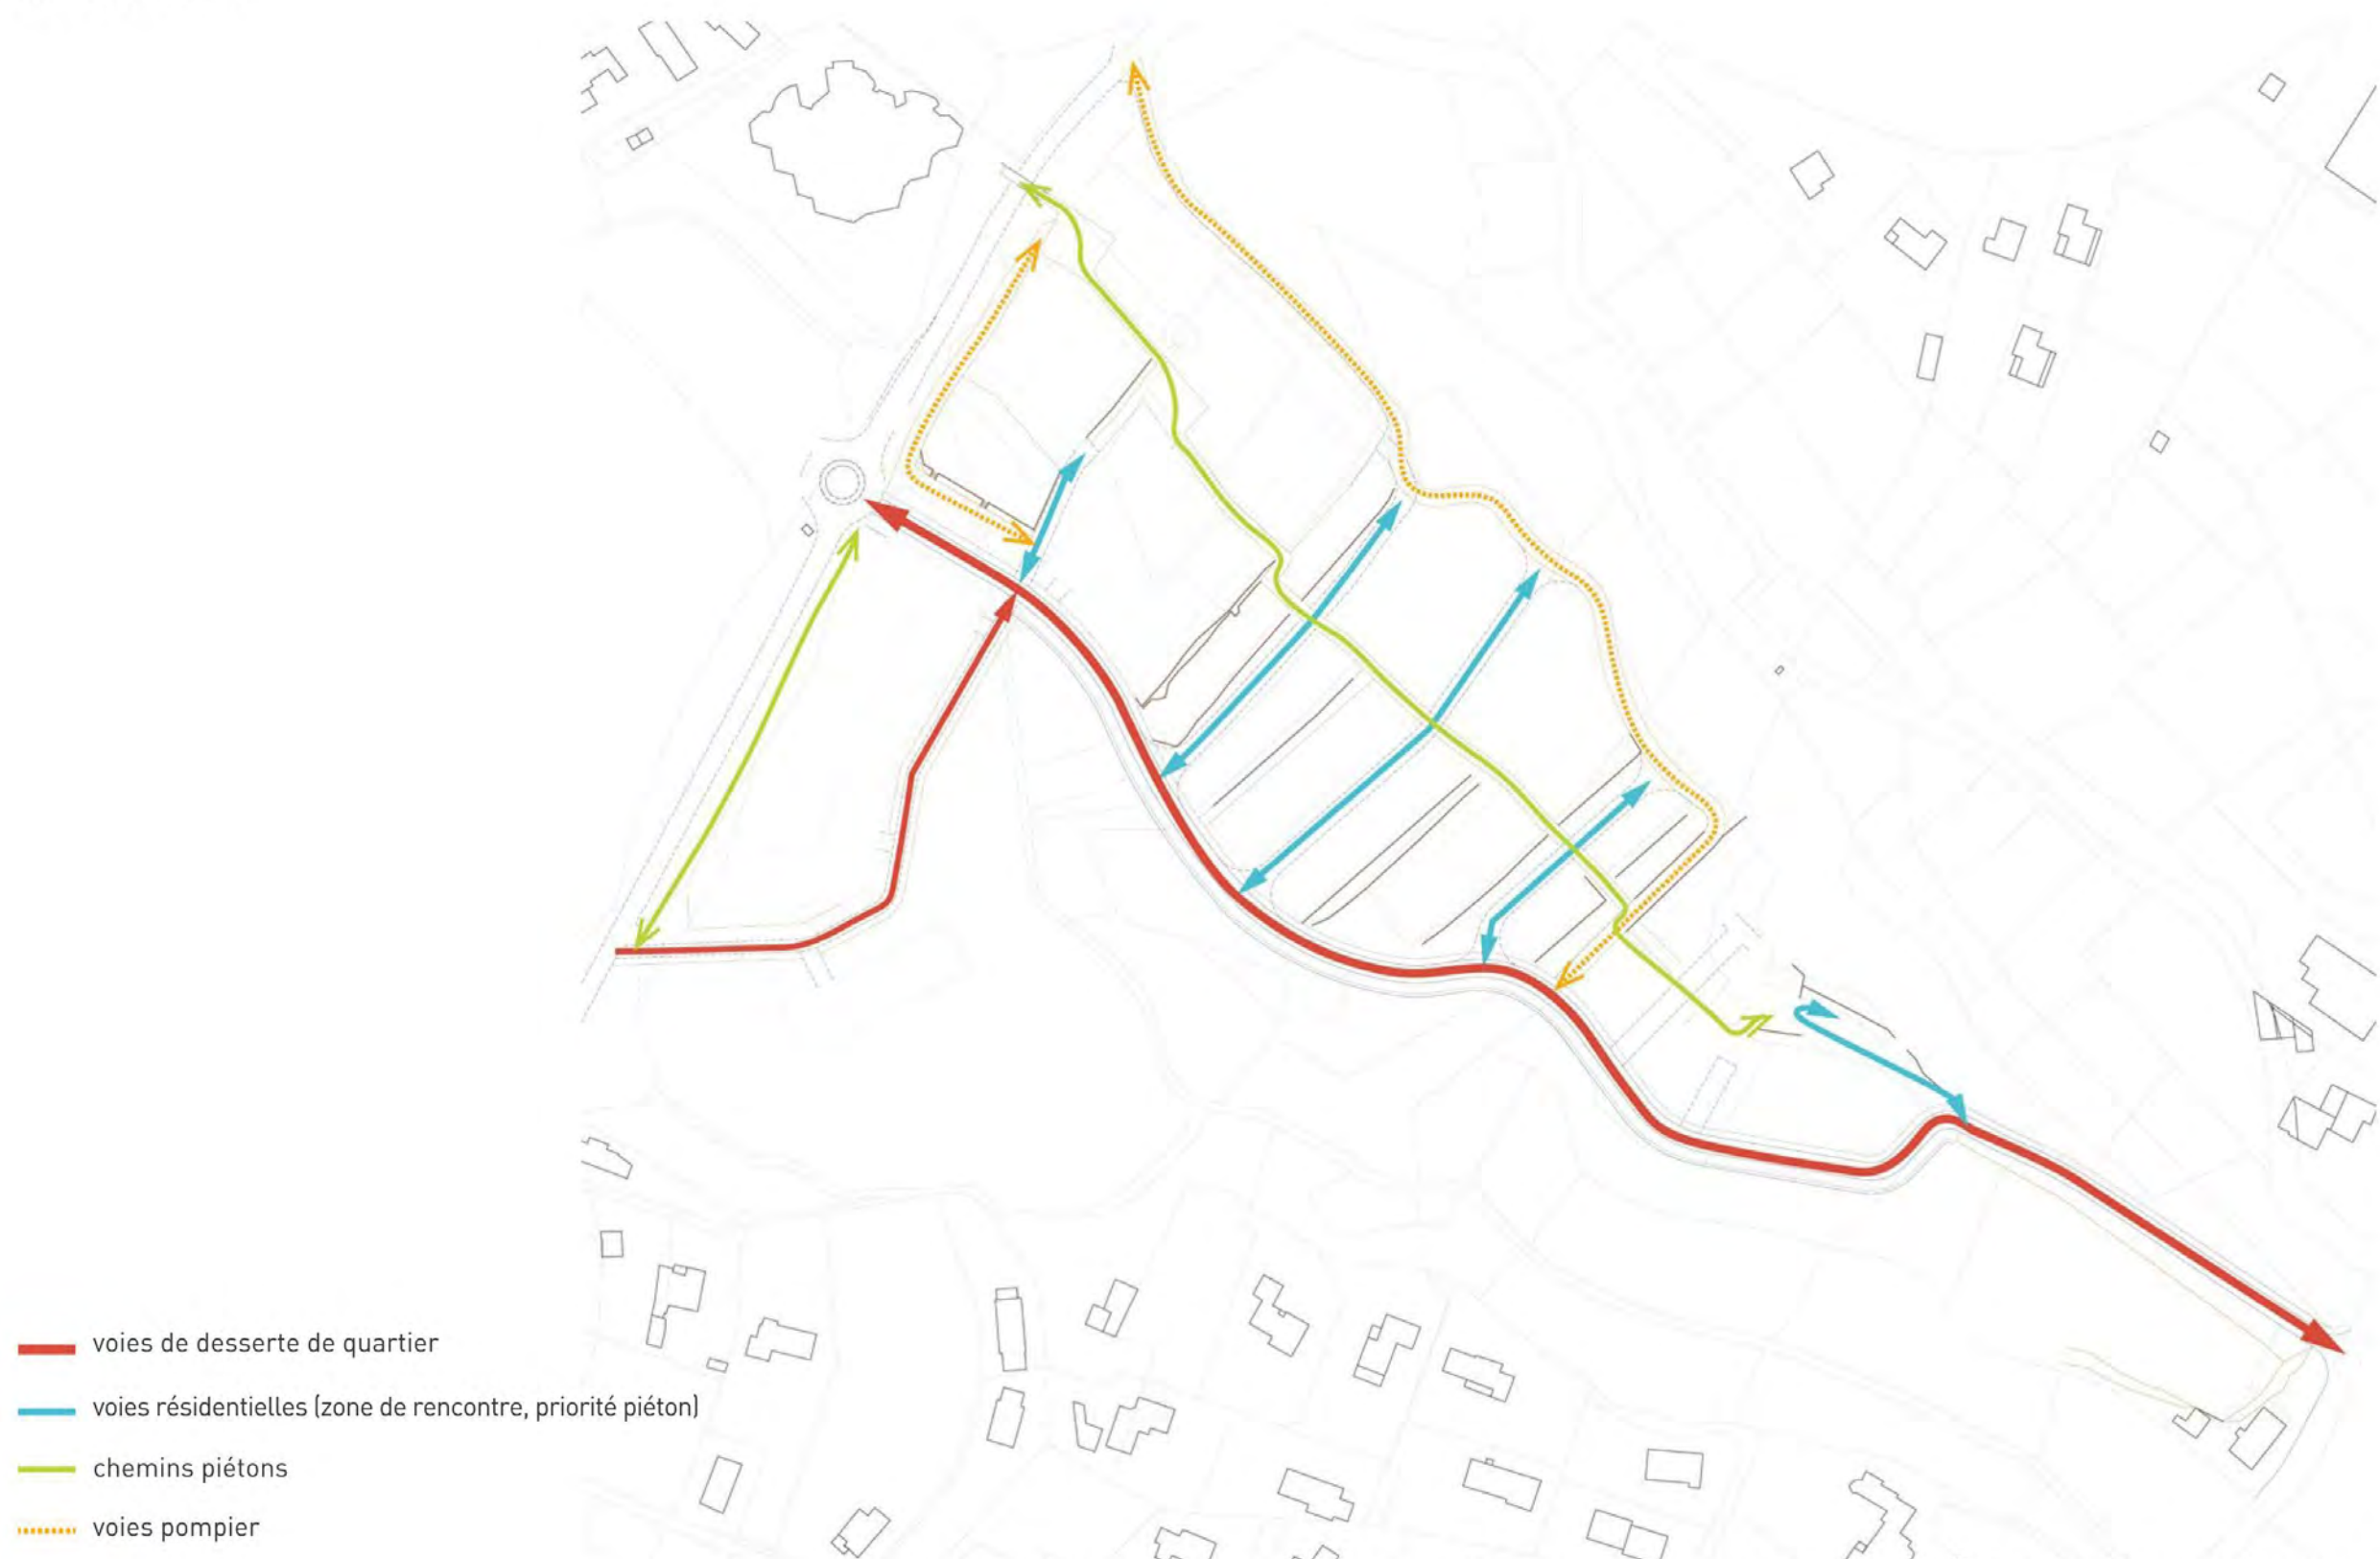 voies de desserte de quartier
voies résidentielles (zone de rencontre, priorité piéton)
chemins piétons
voies pompier